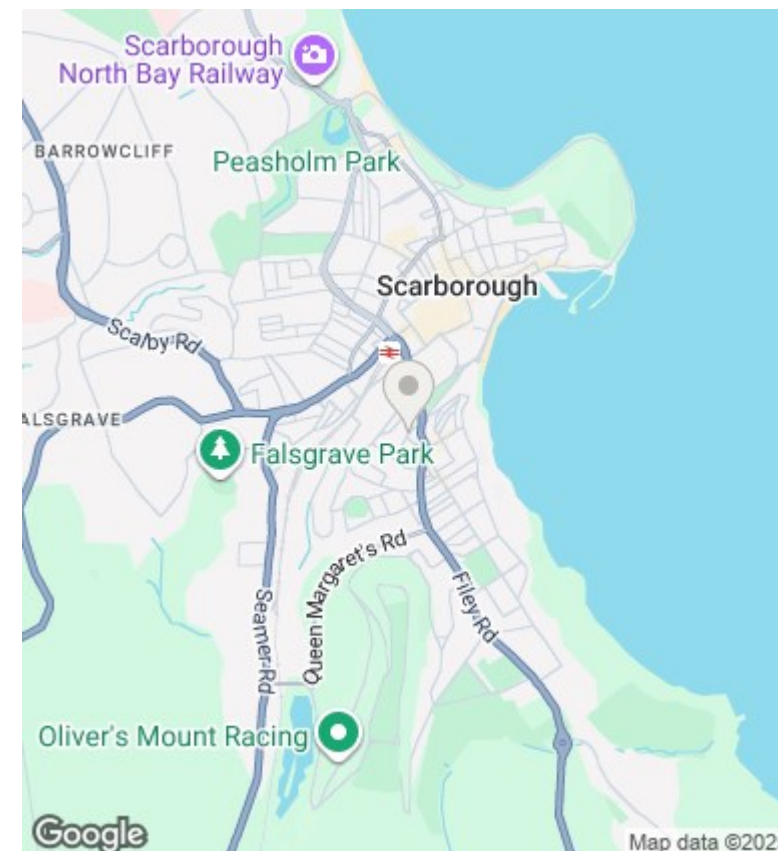 Scarborough
North Bay Railway
BARROWCLIFF
Peasholm Park
Scarborough
Scalby Rd
ALSGRAVE
Falsgrave Park
Queen Margaret's Rd
Seamer Rd
Filey Rd
Oliver's Mount Racing
Google
Map data ©202